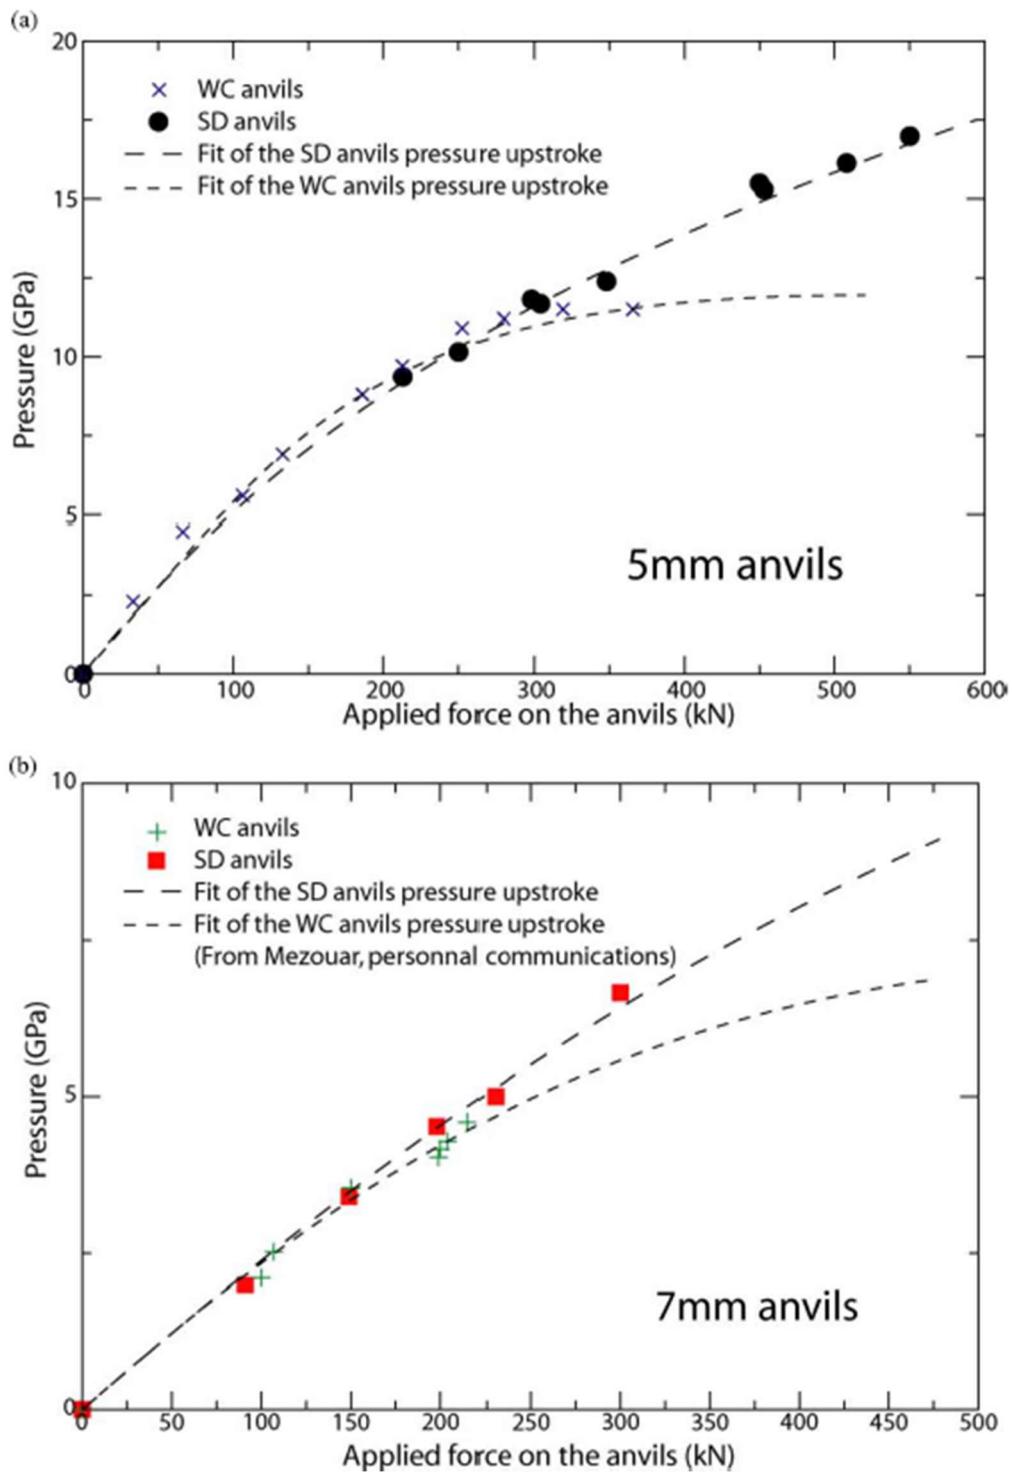 (a)
20
WC anvils
SD anvils
Fit of the SD anvils pressure upstroke
Fit of the WC anvils pressure upstroke
15
10
5
0
Pressure (GPa)
5mm anvils
0 100 200 300 400 500 600
Applied force on the anvils (kN)
(b)
10
WC anvils
SD anvils
Fit of the SD anvils pressure upstroke
Fit of the WC anvils pressure upstroke
(From Mezouar, personnal communications)
5
0
Pressure (GPa)
7mm anvils
0 50 100 150 200 250 300 350 400 450 500
Applied force on the anvils (kN)